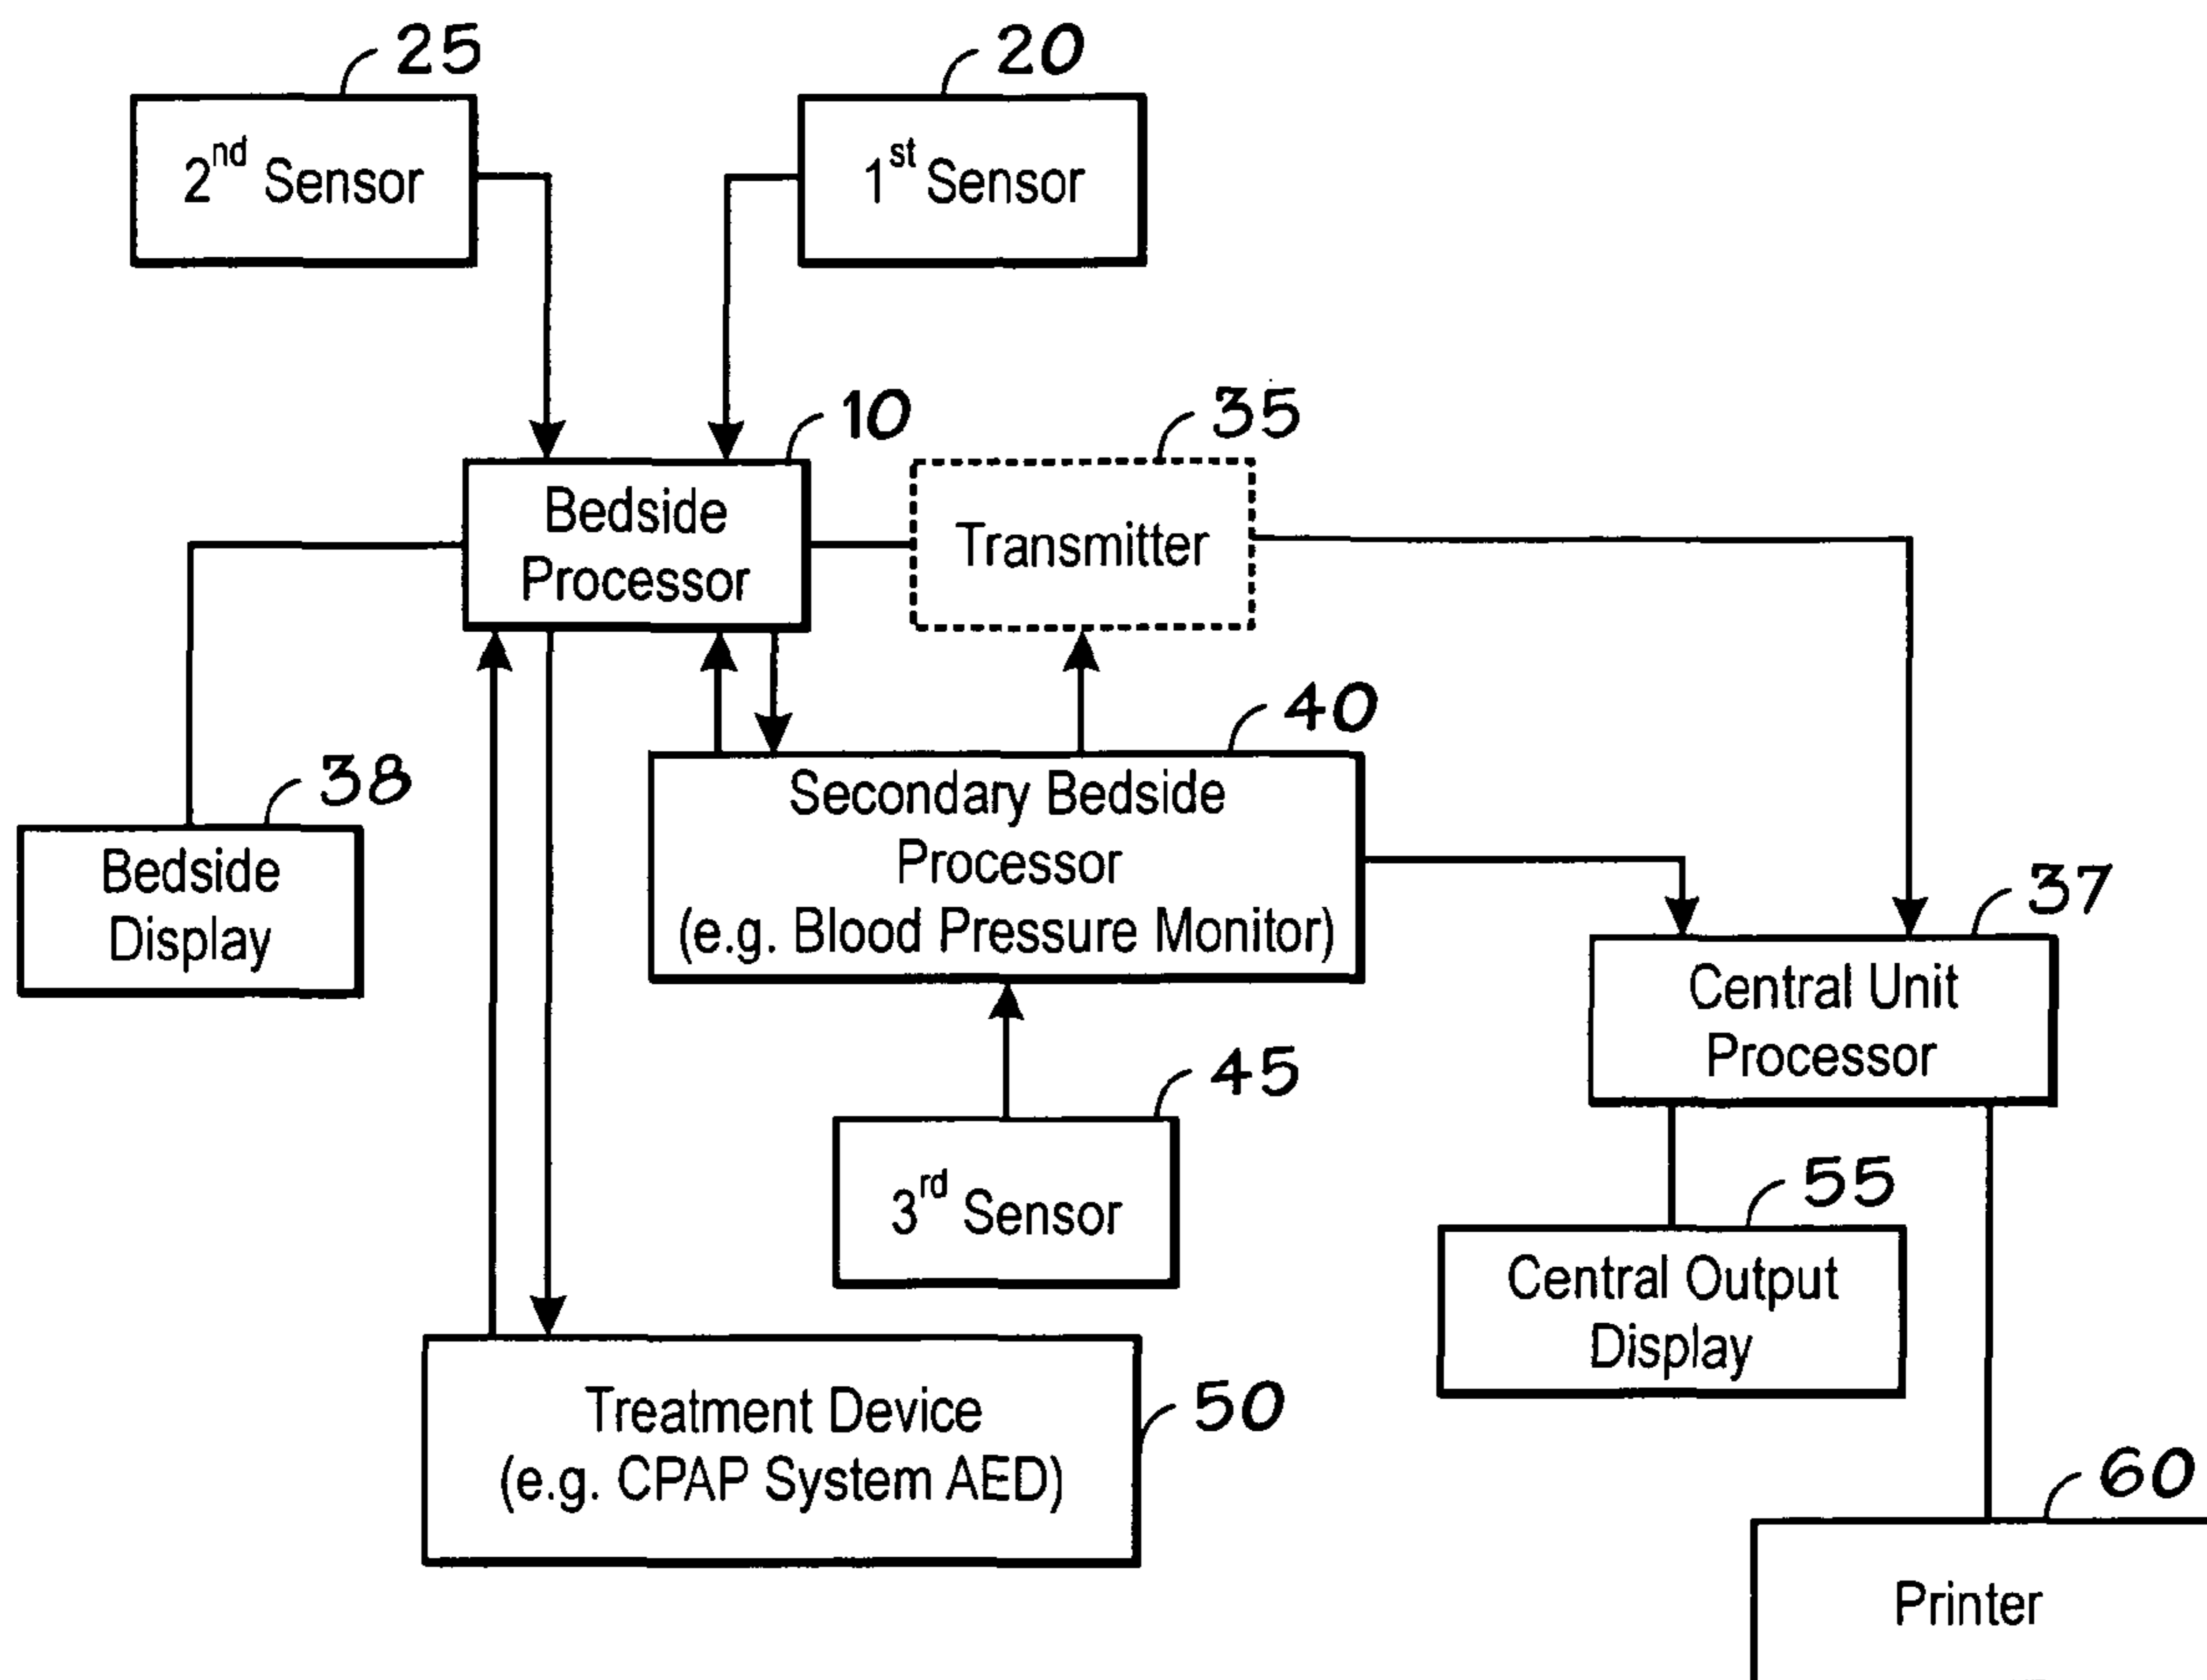 25
20
2nd Sensor
1st Sensor
10
35
Bedside
Processor
Transmitter
40
38
Bedside
Display
Secondary Bedside
Processor
(e.g. Blood Pressure Monitor)
37
Central Unit
Processor
45
3rd Sensor
55
Central Output
Display
50
Treatment Device
(e.g. CPAP System AED)
60
Printer